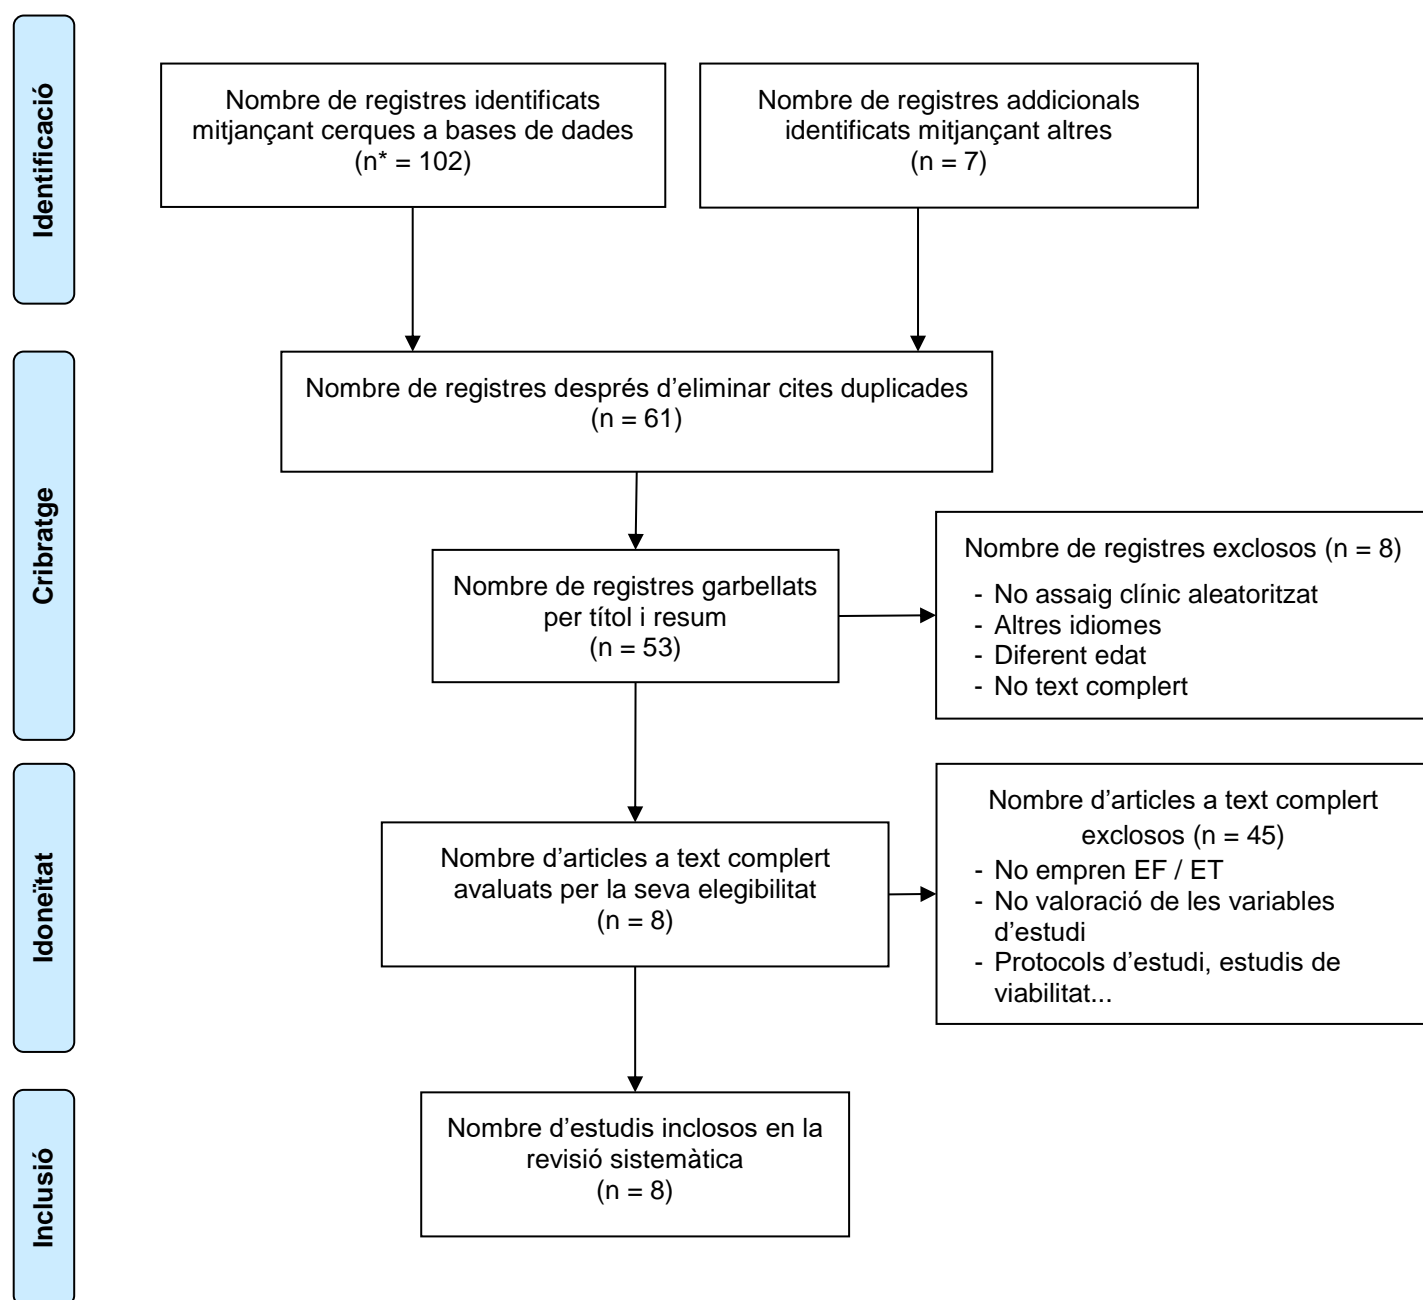 Identificació
Nombre de registres identificats
mitjançant cerques a bases de dades
(n* = 102)
Nombre de registres addicionals
identificats mitjançant altres
(n = 7)
Cribratge
Nombre de registres després d’eliminar cites duplicades
(n = 61)
Nombre de registres garbellats
per títol i resum
(n = 53)
Nombre de registres exclosos (n = 8)
- No assaig clínic aleatoritzat
- Altres idiomes
- Diferent edat
- No text complert
Idoneïtat
Nombre d’articles a text complert
avaluats per la seva elegibilitat
(n = 8)
Nombre d’articles a text complert
exclosos (n = 45)
- No empren EF / ET
- No valoració de les variables
d’estudi
- Protocols d’estudi, estudis de
viabilitat...
Inclusió
Nombre d’estudis inclosos en la
revisió sistemàtica
(n = 8)